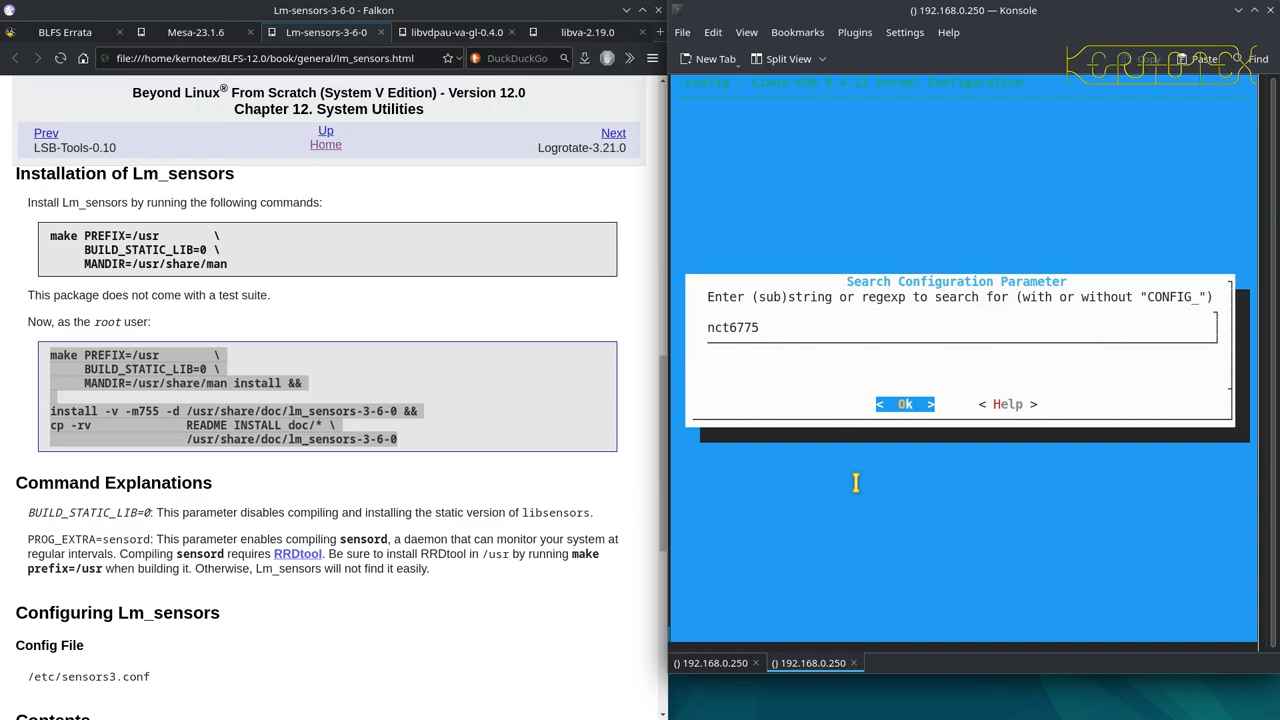 Lm-sensors-3-6-0 - Falkon
BLFS Errata
Mesa-23.1.6
Lm-sensors-3-6-0
libvdpau-va-gl-0.4.0
libva-2.19.0
file:///home/kernotex/BLFS-12.0/book/general/lm_sensors.html
DuckDuckGo
Beyond Linux® From Scratch (System V Edition) - Version 12.0
Chapter 12. System Utilities
Prev
Up
Next
LSB-Tools-0.10
Home
Logrotate-3.21.0
Installation of Lm_sensors
Install Lm_sensors by running the following commands:
make PREFIX=/usr \
BUILD_STATIC_LIB=0 \
MANDIR=/usr/share/man
This package does not come with a test suite.
Now, as the root user:
make PREFIX=/usr \
BUILD_STATIC_LIB=0 \
MANDIR=/usr/share/man install &&
install -v -m755 -d /usr/share/doc/lm_sensors-3-6-0 &&
cp -rv README INSTALL doc/* \
/usr/share/doc/lm_sensors-3-6-0
Command Explanations
BUILD_STATIC_LIB=0: This parameter disables compiling and installing the static version of libsensors.
PROG_EXTRA=sensord: This parameter enables compiling sensord, a daemon that can monitor your system at
regular intervals. Compiling sensord requires RRDtool. Be sure to install RRDtool in /usr by running make
prefix=/usr when building it. Otherwise, Lm_sensors will not find it easily.
Configuring Lm_sensors
Config File
/etc/sensors3.conf
Contents
() 192.168.0.250 — Konsole
File Edit View Bookmarks Plugins Settings Help
New Tab
Split View
Copy
Paste
Find
KERNOTEX
.config - Linux/x86 6.4.12 Kernel Configuration
Search Configuration Parameter
Enter (sub)string or regexp to search for (with or without "CONFIG_")
nct6775
< Ok >
< Help >
() 192.168.0.250
() 192.168.0.250